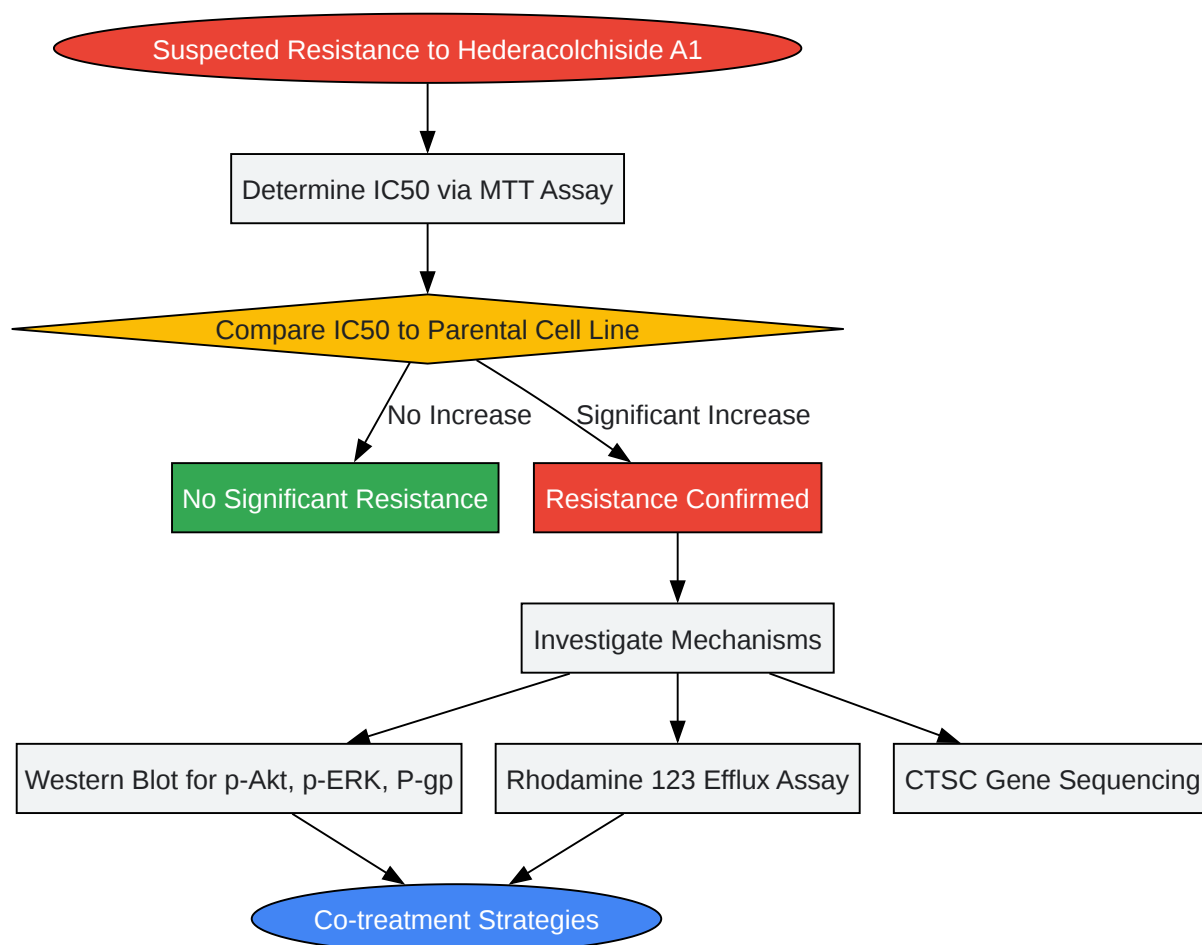 Suspected Resistance to Hederacolchiside A1
Determine IC50 via MTT Assay
Compare IC50 to Parental Cell Line
No Increase
Significant Increase
No Significant Resistance
Resistance Confirmed
Investigate Mechanisms
Western Blot for p-Akt, p-ERK, P-gp
Rhodamine 123 Efflux Assay
CTSC Gene Sequencing
Co-treatment Strategies